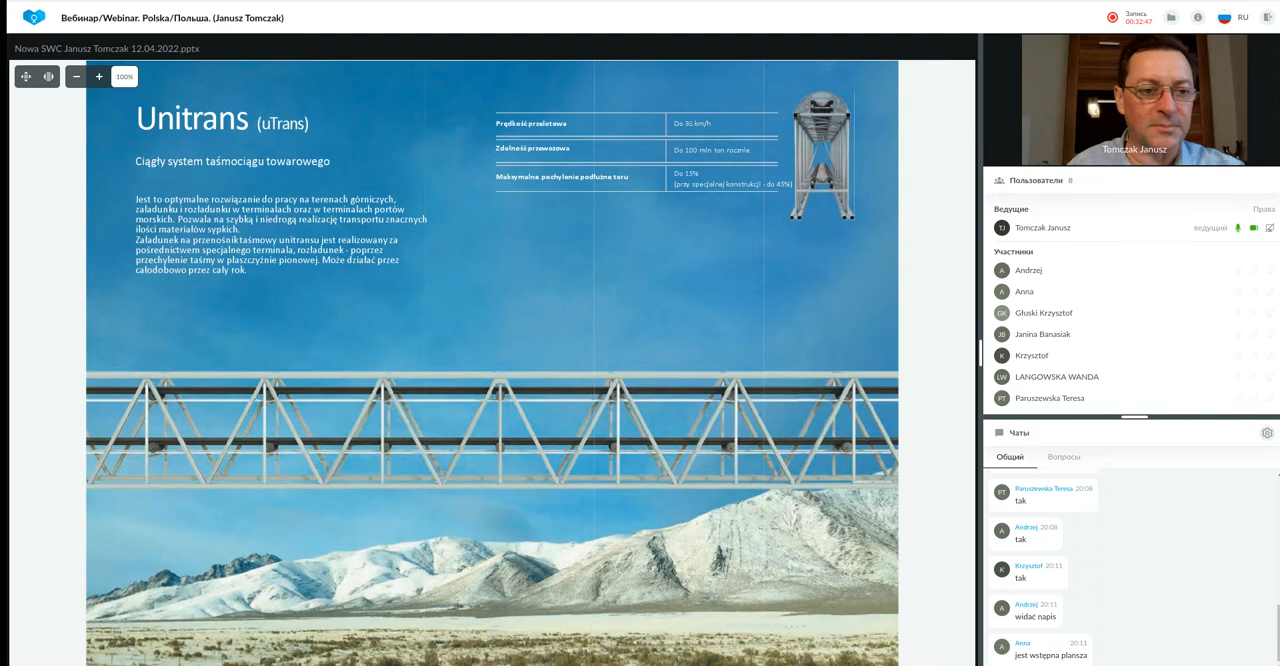 Вебинар/Webinar. Polska/Польша. (Janusz Tomczak)
Запись
00:32:47
RU
Nowa SWC Janusz Tomczak 12.04.2022.pptx
100%
Unitrans (uTrans)
Ciągły system taśmociągu towarowego
Jest to optymalne rozwiązanie do pracy na terenach górniczych,
załadunku i rozładunku w terminalach oraz w terminalach portów
morskich. Pozwala na szybką i niedrogą realizację transportu znacznych
ilości materiałów sypkich.
Załadunek na przenośnik taśmowy unitransu jest realizowany za
pośrednictwem specjalnego terminala, rozładunek - poprzez
przechylenie taśmy w płaszczyźnie pionowej. Może działać przez
całodobowo przez cały rok.
Prędkość przelotowa
Do 36 km/h
Zdolność przewozowa
Do 100 mln ton rocznie
Maksymalne pochylenie podłużne toru
Do 15%
(przy specjalnej konstrukcji - do 45%)
Tomczak Janusz
Пользователи 8
Ведущие
Права
TJ Tomczak Janusz ведущий
Участники
A Andrzej
A Anna
GK Głuski Krzysztof
JB Janina Banasiak
K Krzysztof
LW LANGOWSKA WANDA
PT Paruszewska Teresa
Чаты
Общий Вопросы
PT Paruszewska Teresa 20:08
tak
A Andrzej 20:08
tak
K Krzysztof 20:11
tak
A Andrzej 20:11
widać napis
A Anna 20:11
jest wstępna plansza